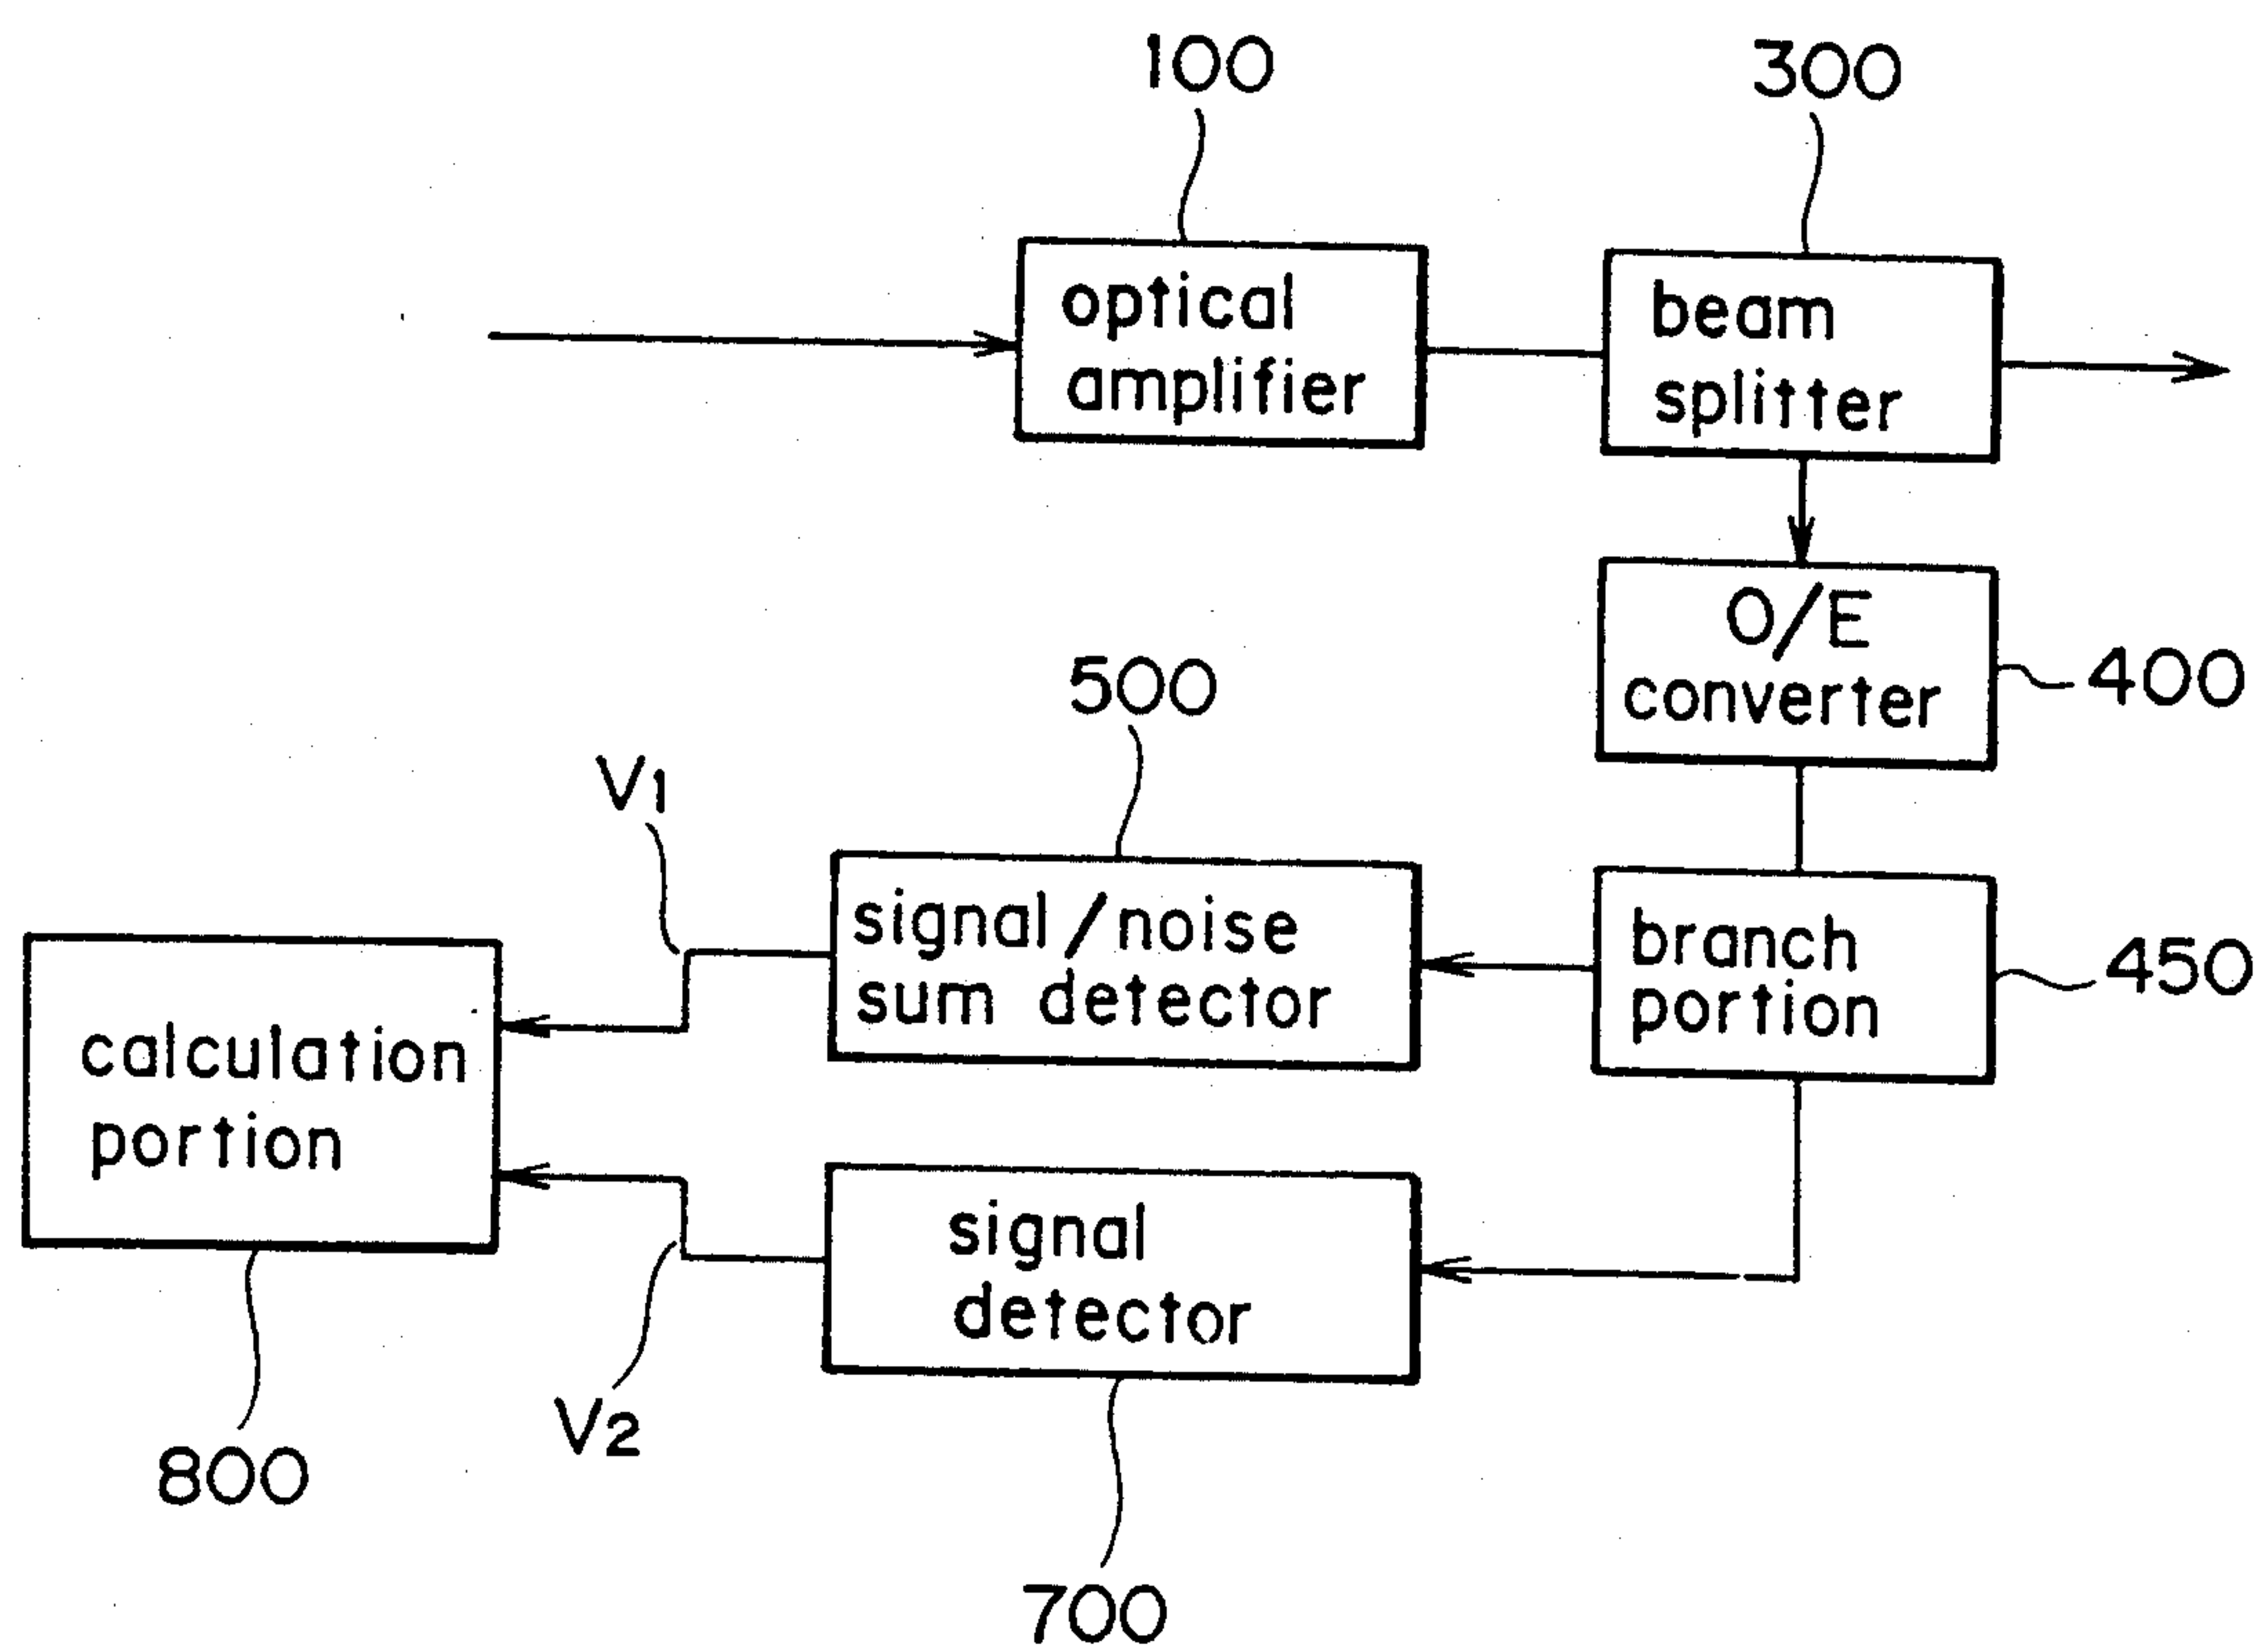 100
300
optical
amplifier
beam
splitter
O/E
converter
400
500
V1
signal/noise
sum detector
branch
portion
450
calculation
portion
signal
detector
V2
800
700